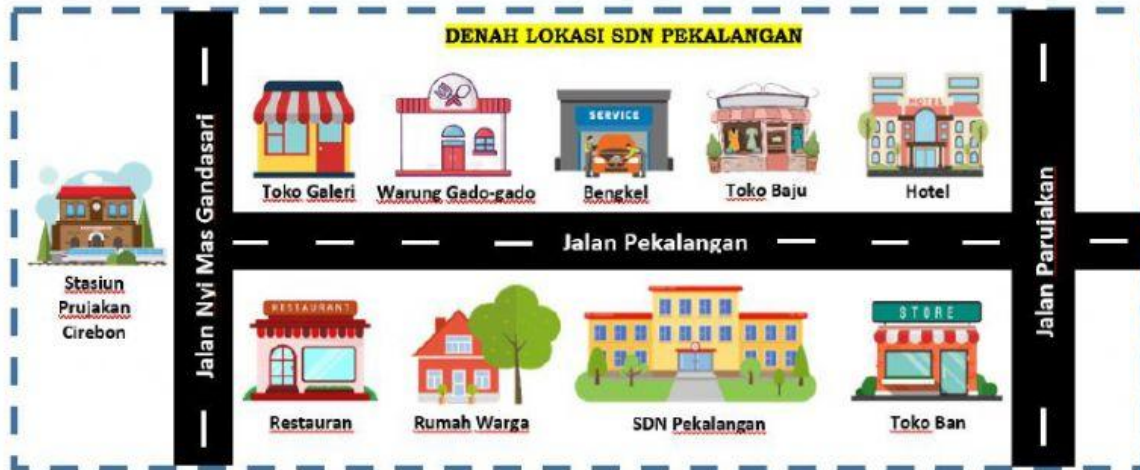 DENAH LOKASI SDN PEKALANGAN
SERVICE
HOTEL
Toko Galeri
Warung Gado-gado
Bengkel
Toko Baju
Hotel
Jalan Nyi Mas Gandasari
Jalan Pekalangan
Jalan Parujakan
Stasiun
Prujakan
Cirebon
RESTAURANT
STORE
Restauran
Rumah Warga
SDN Pekalangan
Toko Ban